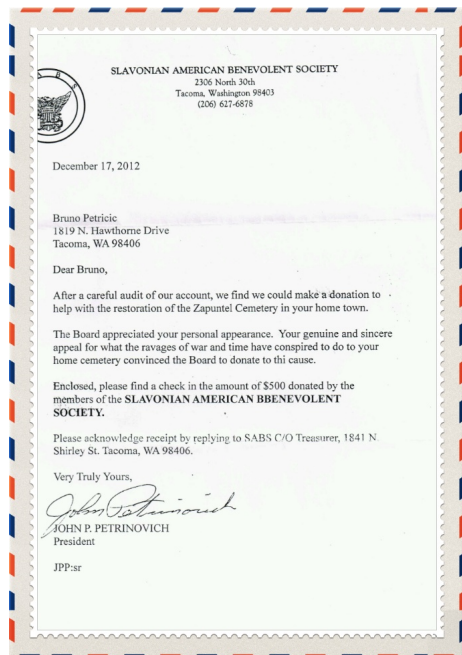 SLAVONIAN AMERICAN BENEVOLENT SOCIETY
2306 North 30th
Tacoma, Washington 98403
(206) 627-6878
December 17, 2012
Bruno Petricic
1819 N. Hawthorne Drive
Tacoma, WA 98406
Dear Bruno,
After a careful audit of our account, we find we could make a donation to
help with the restoration of the Zapuntel Cemetery in your home town.
The Board appreciated your personal appearance. Your genuine and sincere
appeal for what the ravages of war and time have conspired to do to your
home cemetery convinced the Board to donate to thi cause.
Enclosed, please find a check in the amount of $500 donated by the
members of the SLAVONIAN AMERICAN BBENEVOLENT
SOCIETY.
Please acknowledge receipt by replying to SABS C/O Treasurer, 1841 N.
Shirley St. Tacoma, WA 98406.
Very Truly Yours,
John Petrinovich
JOHN P. PETRINOVICH
President
JPP:sr